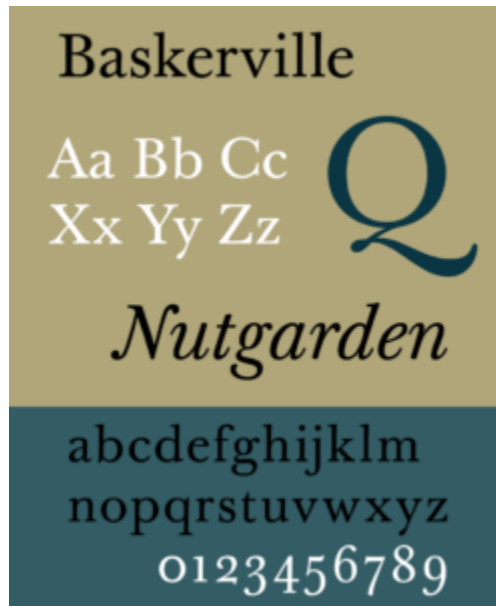 Baskerville
Aa Bb Cc
Q
Xx Yy Zz
Nutgarden
abcdefghijklm
nopqrstuvwxyz
0123456789